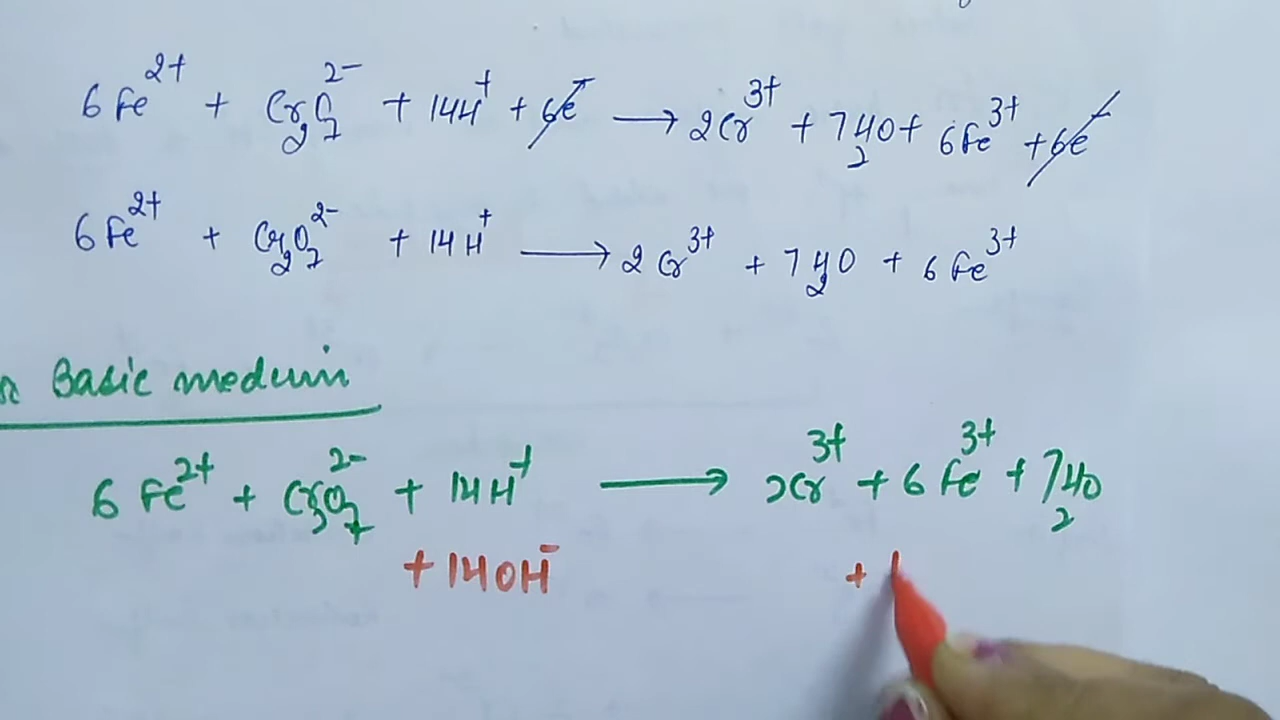 6Fe²⁺ + Cr₂O₇²⁻ + 14H⁺ + 6e⁻ ⟶ 2Cr³⁺ + 7H₂O + 6Fe³⁺ + 6e⁻
6Fe²⁺ + Cr₂O₇²⁻ + 14H⁺ ⟶ 2Cr³⁺ + 7H₂O + 6Fe³⁺
Basic medium
6Fe²⁺ + Cr₂O₇²⁻ + 14H⁺ ⟶ 2Cr³⁺ + 6Fe³⁺ + 7H₂O
+ 14OH⁻ +